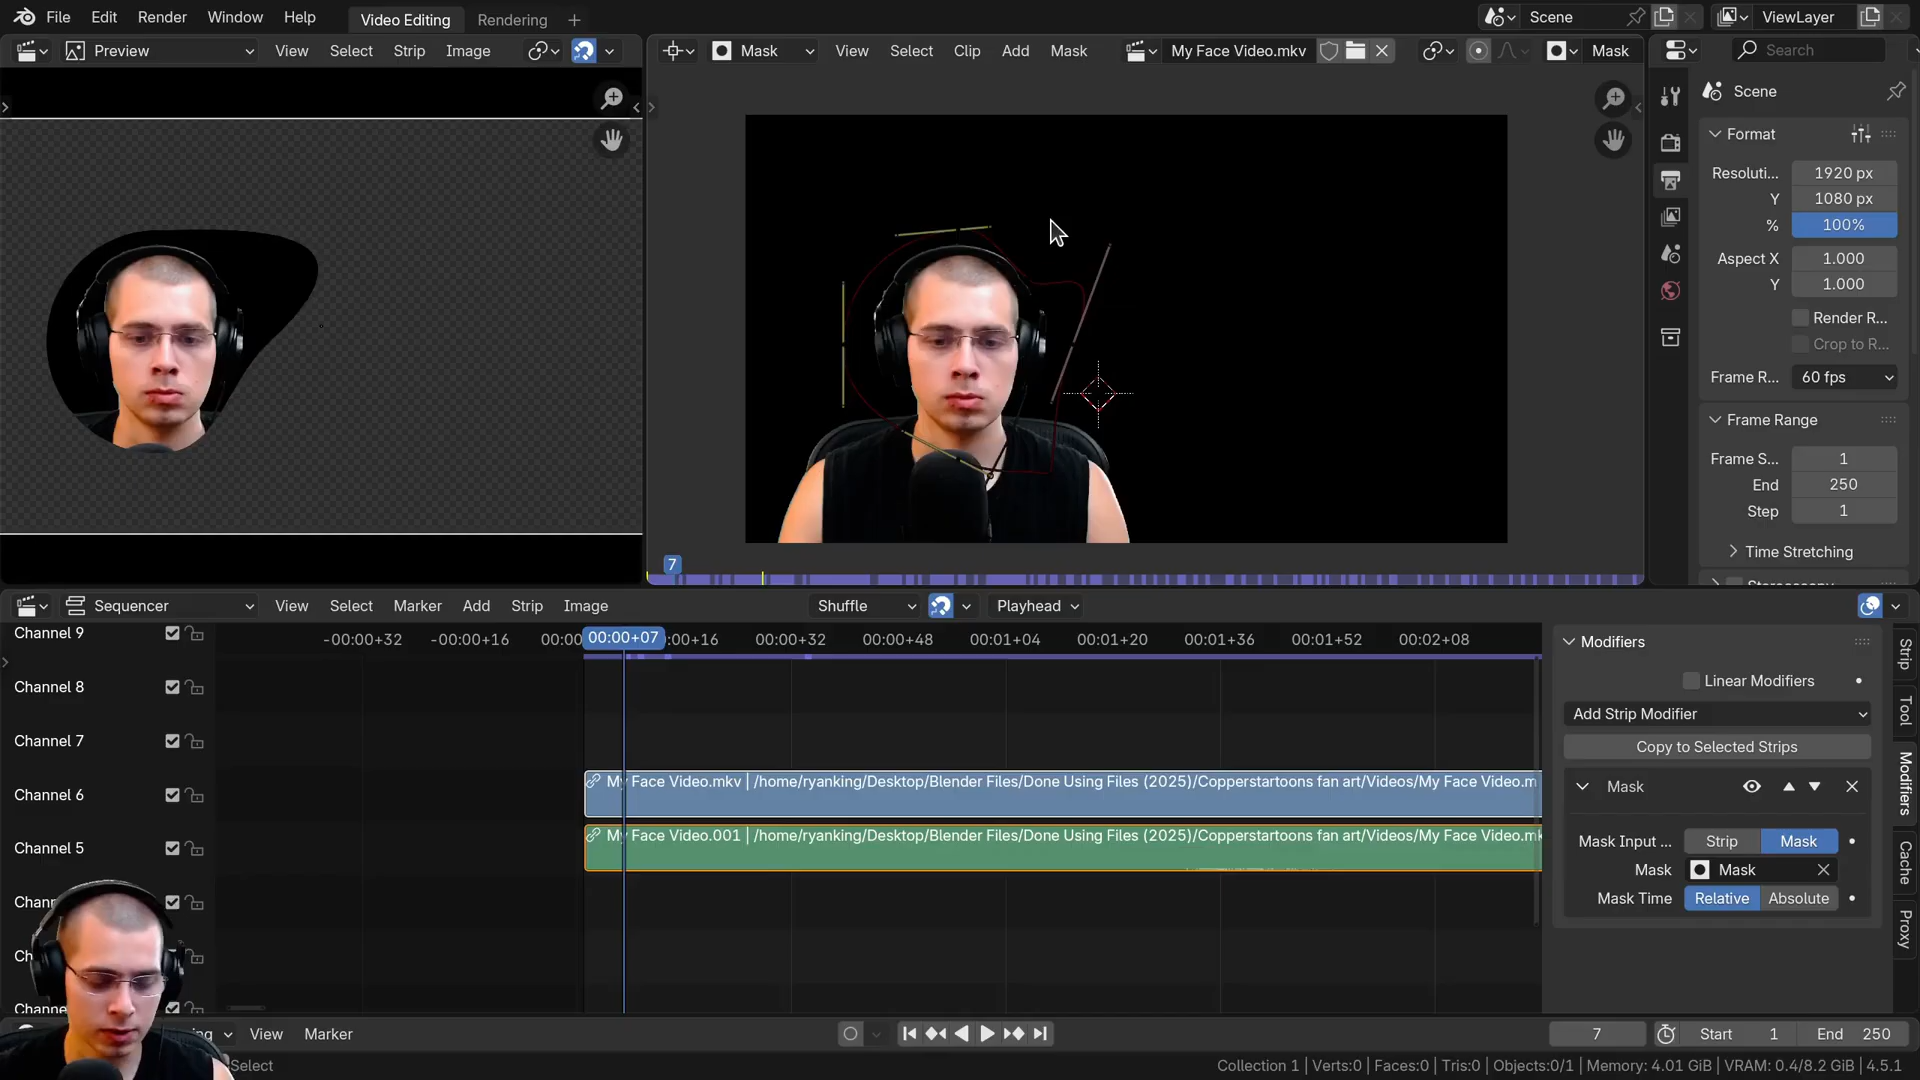 File Edit Render Window Help Video Editing Rendering Scene ViewLayer
Preview View Select Strip Image
Mask View Select Clip Add Mask My Face Video.mkv Mask
Search
Scene
Format
Resoluti... 1920 px
Y 1080 px
% 100%
Aspect X 1.000
Y 1.000
Render R...
Crop to R...
Frame R... 60 fps
Frame Range
Frame S... 1
End 250
Step 1
Time Stretching
7
Sequencer View Select Marker Add Strip Image Shuffle Playhead
-00:00+32 -00:00+16 00:00 00:00+07 :00+16 00:00+32 00:00+48 00:01+04 00:01+20 00:01+36 00:01+52 00:02+08
Channel 9
Channel 8
Channel 7
Channel 6
Channel 5
My Face Video.mkv | /home/ryanking/Desktop/Blender Files/Done Using Files (2025)/Copperstartoons fan art/Videos/My Face Video.m
My Face Video.001 | /home/ryanking/Desktop/Blender Files/Done Using Files (2025)/Copperstartoons fan art/Videos/My Face Video.mk
Modifiers
Linear Modifiers
Add Strip Modifier
Copy to Selected Strips
Mask
Mask Input ... Strip Mask
Mask Mask
Mask Time Relative Absolute
Strip
Tool
Modifiers
Cache
Proxy
View Marker
7 Start 1 End 250
Select
Collection 1 | Verts:0 | Faces:0 | Tris:0 | Objects:0/1 | Memory: 4.01 GiB | VRAM: 0.4/8.2 GiB | 4.5.1